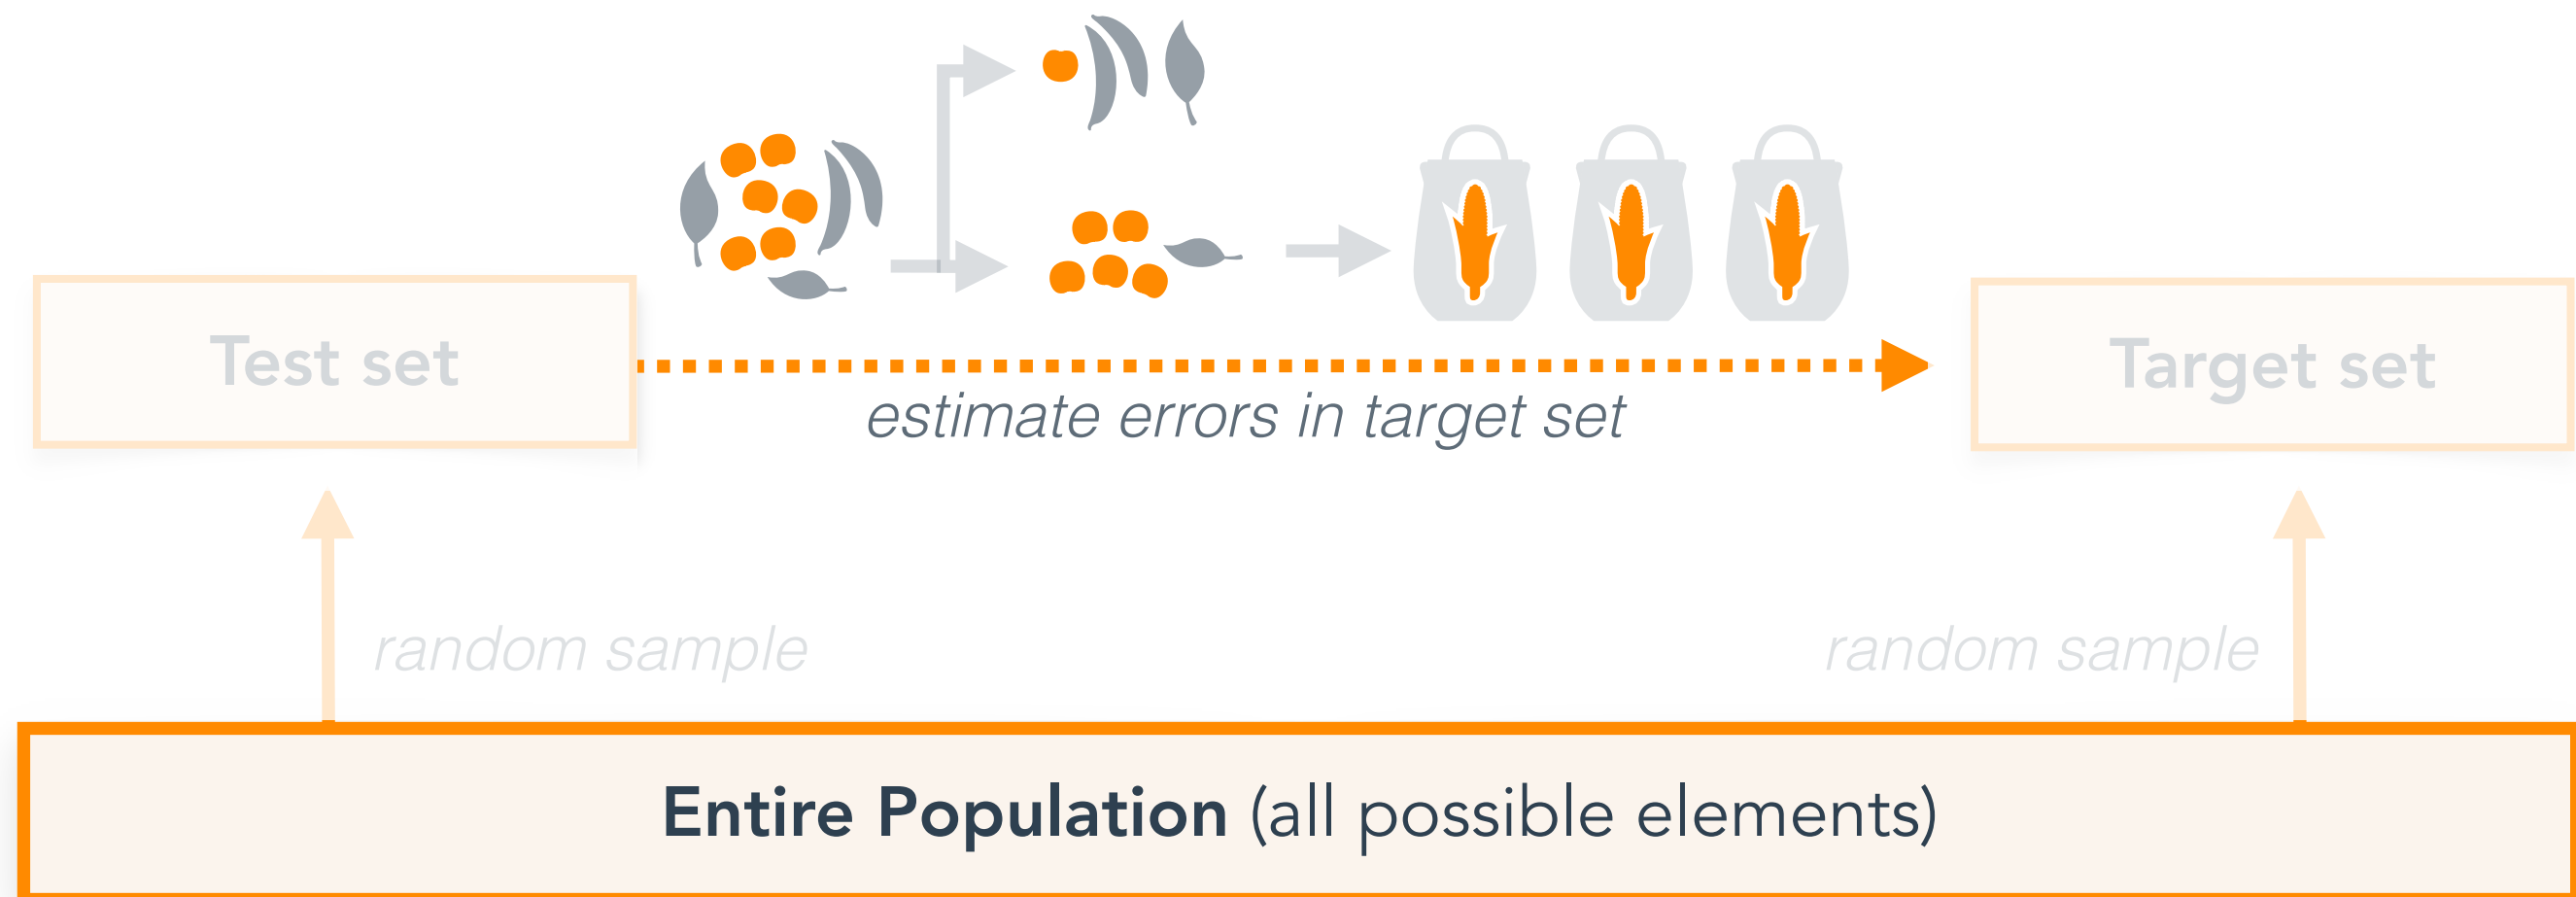 Test set
Target set
estimate errors in target set
random sample
random sample
Entire Population (all possible elements)